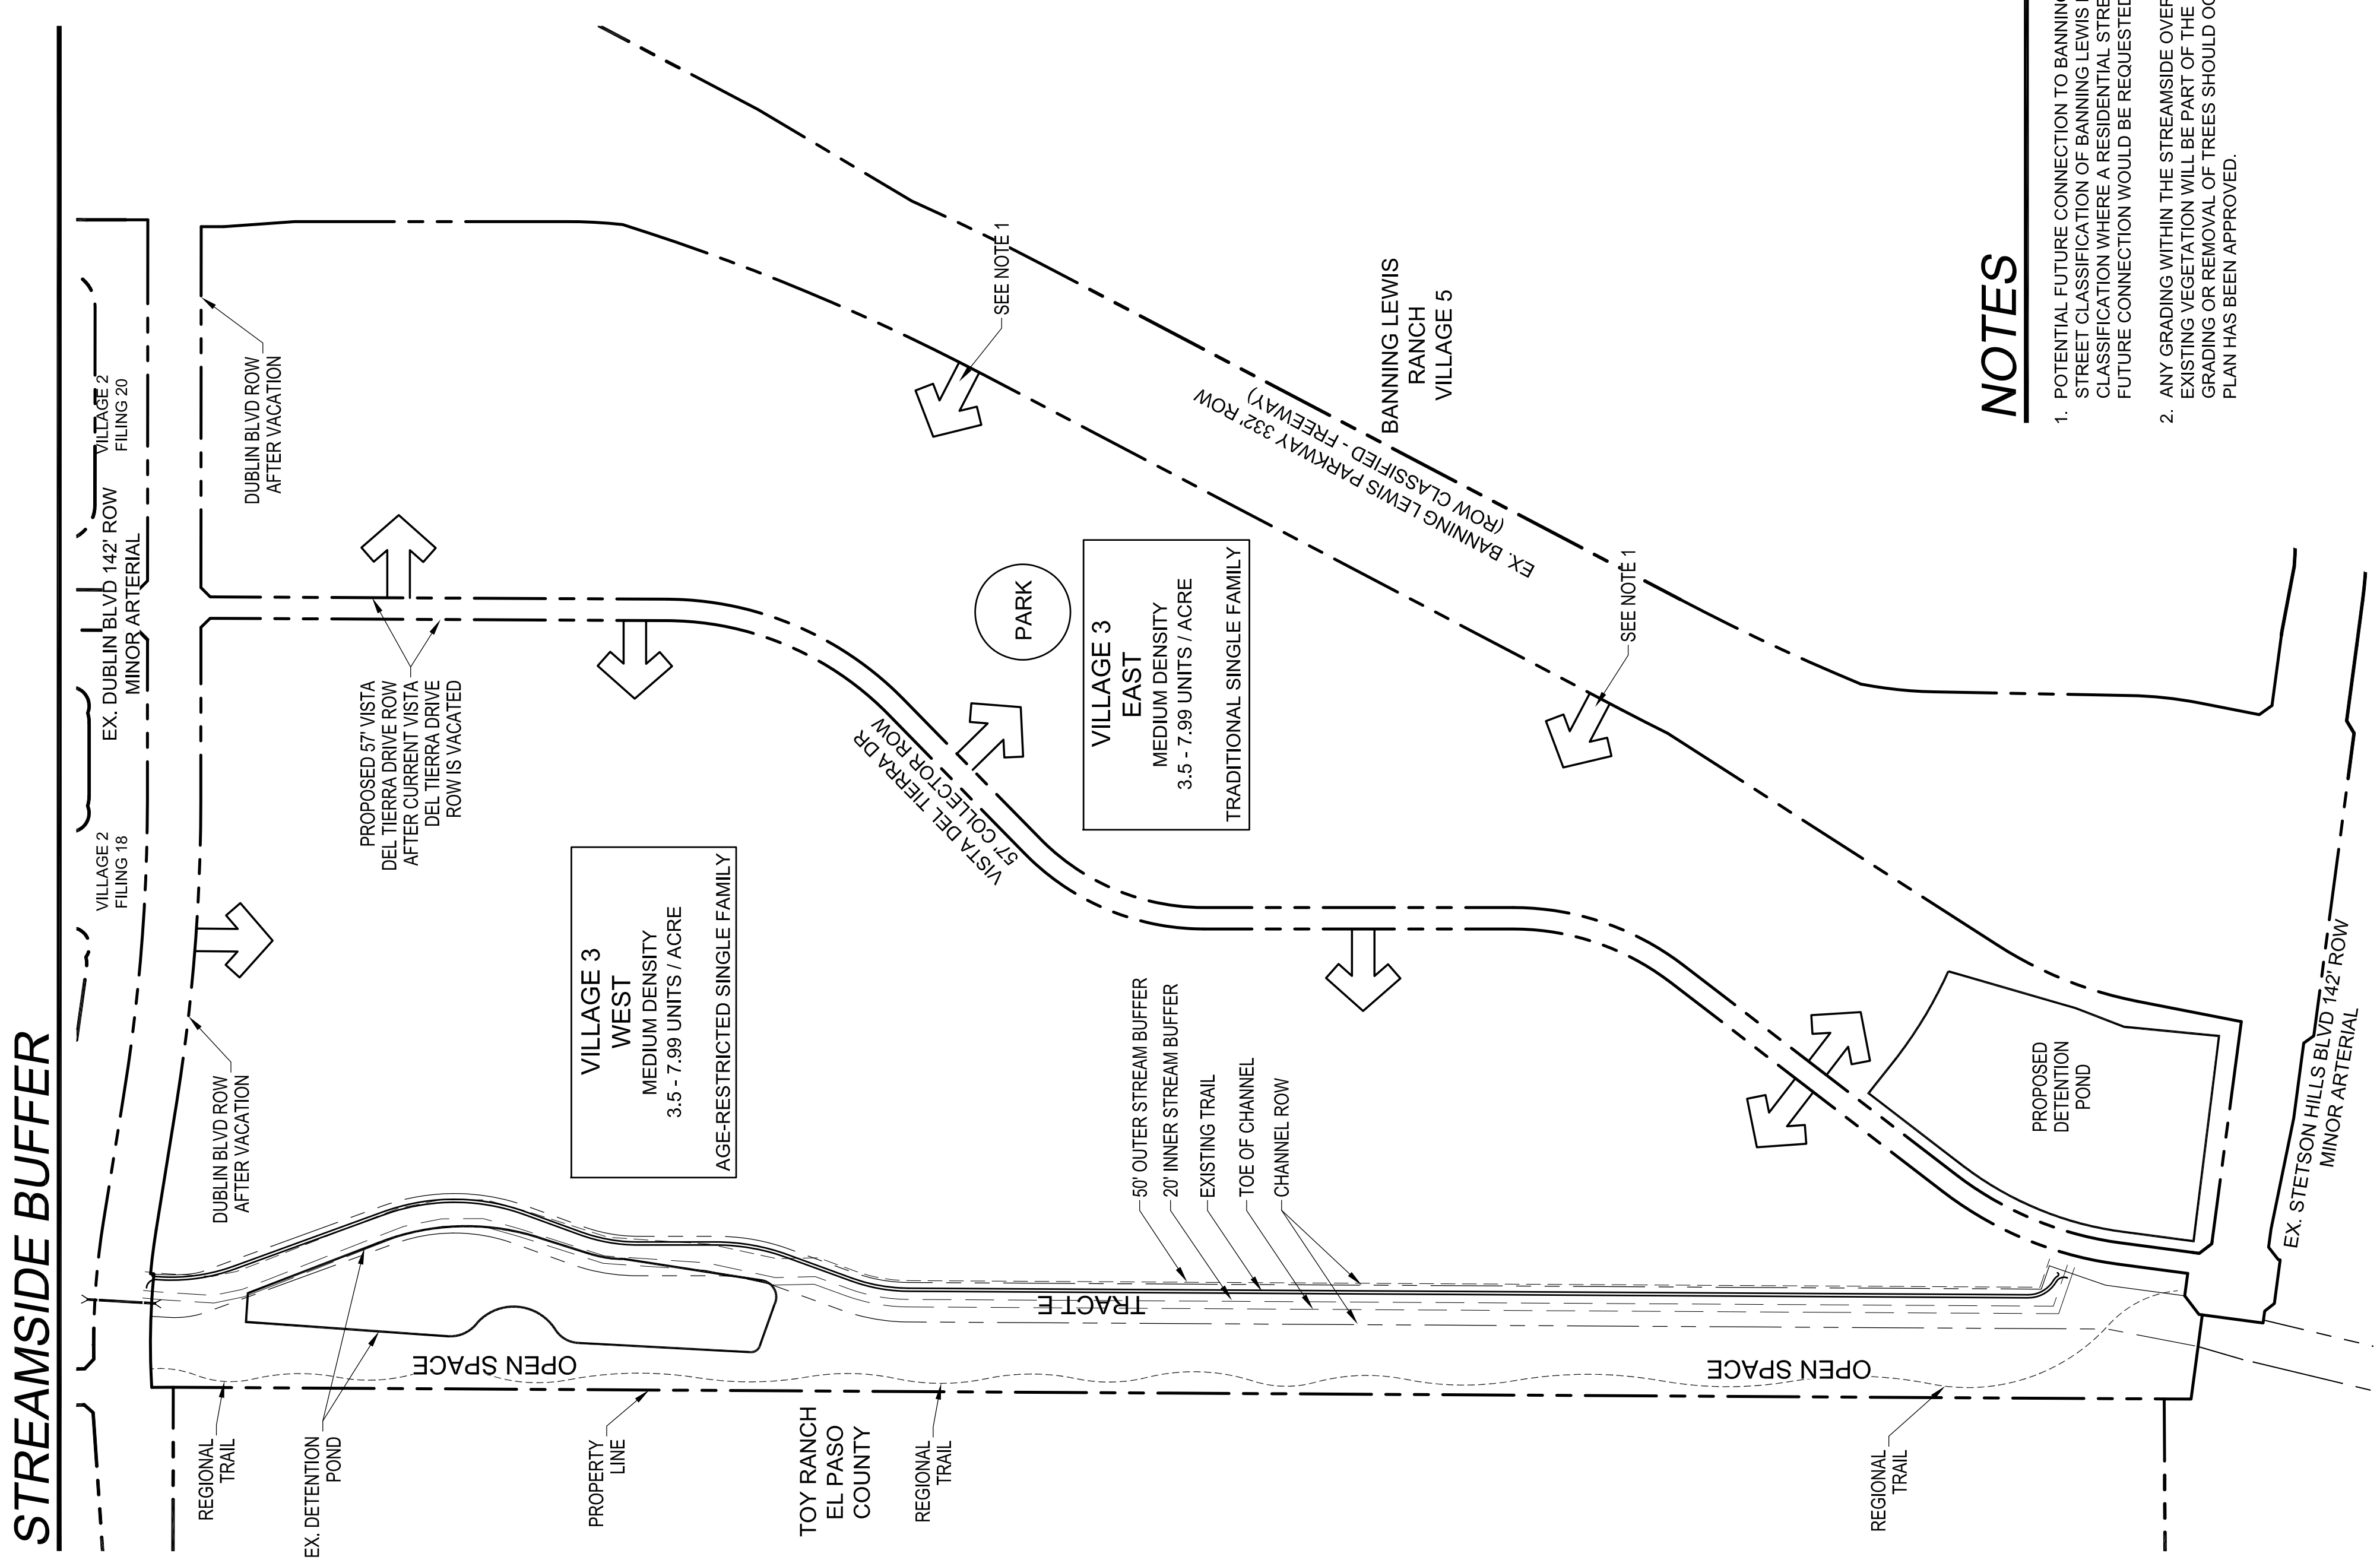 STREAMSIDE BUFFER
VILLAGE 2
FILING 20
EX. DUBLIN BLVD 142' ROW
MINOR ARTERIAL
VILLAGE 2
FILING 18
DUBLIN BLVD ROW
AFTER VACATION
DUBLIN BLVD ROW
AFTER VACATION
PROPOSED 57' VISTA
DEL TIERRA DRIVE ROW
AFTER CURRENT VISTA
DEL TIERRA DRIVE
ROW IS VACATED
REGIONAL
TRAIL
EX. DETENTION
POND
OPEN SPACE
PROPERTY
LINE
VILLAGE 3
WEST
MEDIUM DENSITY
3.5 - 7.99 UNITS / ACRE
AGE-RESTRICTED SINGLE FAMILY
TOY RANCH
EL PASO
COUNTY
REGIONAL
TRAIL
VISTA DEL TIERRA DR
57' COLLECTOR ROW
SEE NOTE 1
PARK
VILLAGE 3
EAST
MEDIUM DENSITY
3.5 - 7.99 UNITS / ACRE
TRADITIONAL SINGLE FAMILY
TRACT E
50' OUTER STREAM BUFFER
20' INNER STREAM BUFFER
EXISTING TRAIL
TOE OF CHANNEL
CHANNEL ROW
EX. BANNING LEWIS PARKWAY 332' ROW
(ROW CLASSIFIED - FREEWAY)
BANNING LEWIS
RANCH
VILLAGE 5
SEE NOTE 1
OPEN SPACE
REGIONAL
TRAIL
PROPOSED
DETENTION
POND
EX. STETSON HILLS BLVD 142' ROW
MINOR ARTERIAL
NOTES
1. POTENTIAL FUTURE CONNECTION TO BANNING
STREET CLASSIFICATION OF BANNING LEWIS
CLASSIFICATION WHERE A RESIDENTIAL STRE
FUTURE CONNECTION WOULD BE REQUESTED
2. ANY GRADING WITHIN THE STREAMSIDE OVER
EXISTING VEGETATION WILL BE PART OF THE
GRADING OR REMOVAL OF TREES SHOULD OC
PLAN HAS BEEN APPROVED.